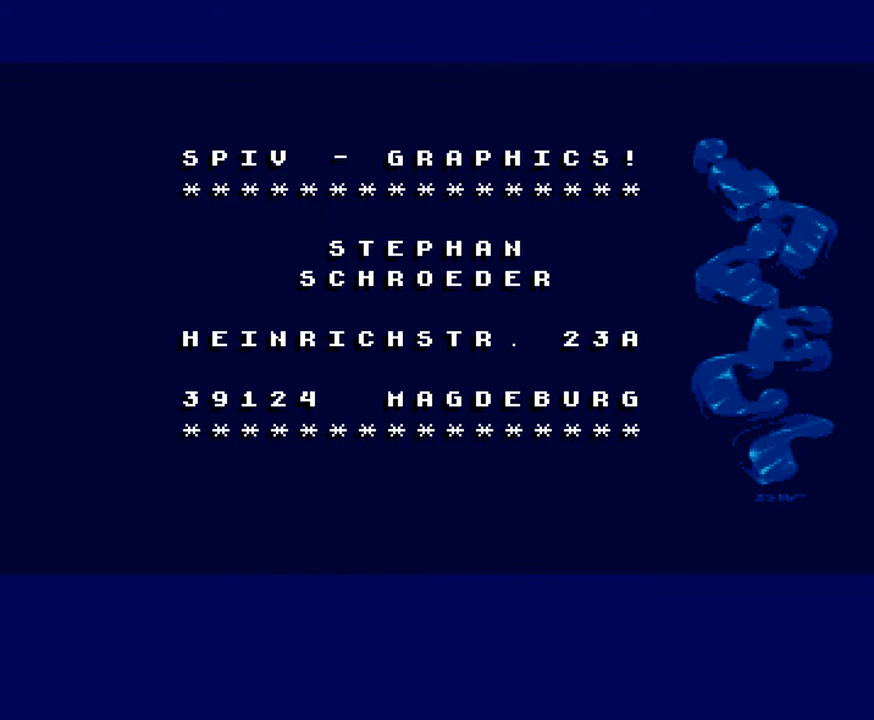 SPIV - GRAPHICS!
****************
STEPHAN
SCHROEDER
HEINRICHSTR. 23A
39124 MAGDEBURG
****************